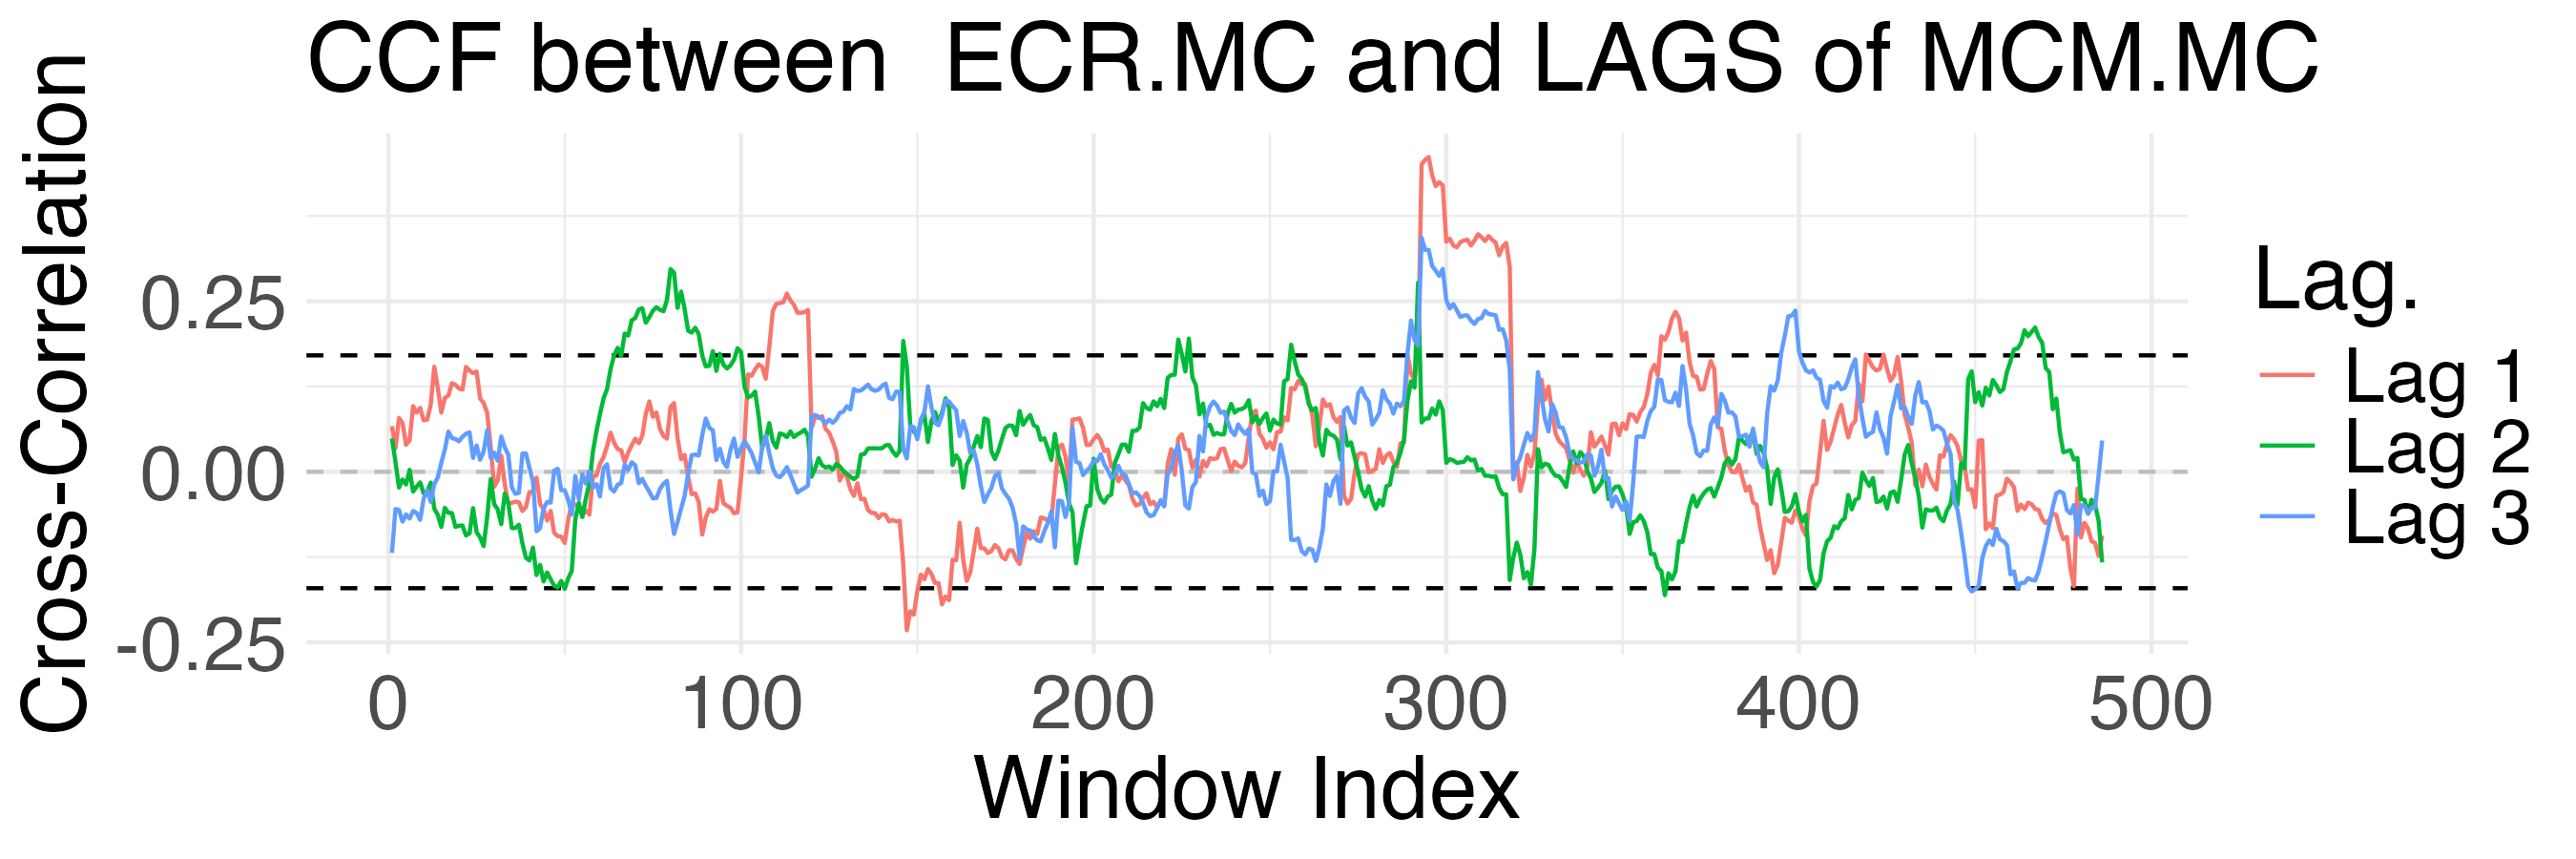 CCF between  ECR.MC and LAGS of MCM.MC
Cross-Correlation
0.25
0.00
-0.25
0 100 200 300 400 500
Window Index
Lag.
Lag 1
Lag 2
Lag 3